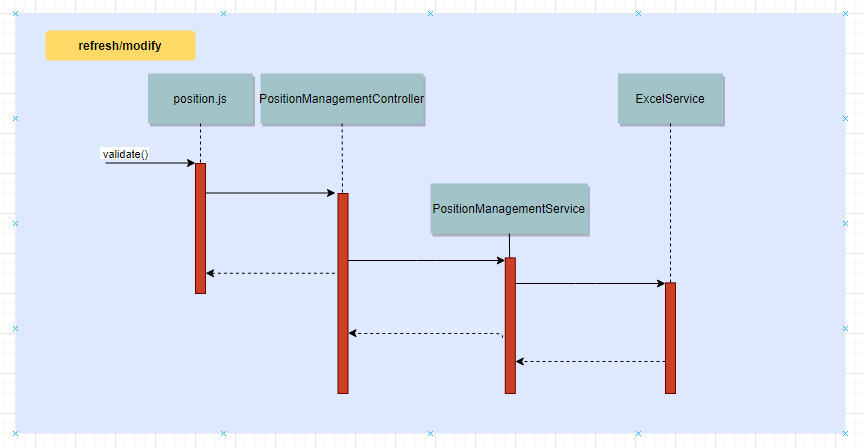 refresh/modify
position.js
PositionManagementController
ExcelService
validate()
PositionManagementService